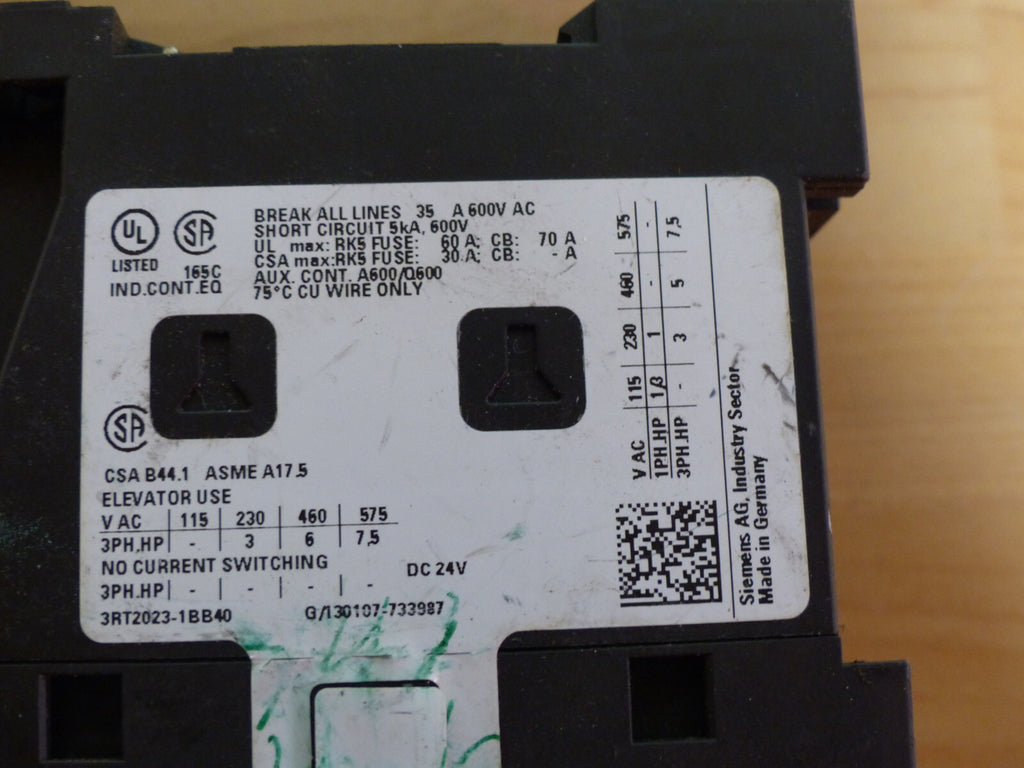 UL
LISTED
SA
165C
IND.CONT.EQ
BREAK ALL LINES 35 A 600V AC
SHORT CIRCUIT 5kA, 600V
UL max: RK5 FUSE: 60 A; CB: 70 A
CSA max:RK5 FUSE: 30 A; CB: - A
AUX. CONT. A600/Q600
75°C CU WIRE ONLY
SA
CSA B44.1 ASME A17.5
ELEVATOR USE
V AC 115 230 460 575
3PH.HP - 3 6 7,5
NO CURRENT SWITCHING
DC 24V
3PH.HP - - - -
3RT2023-1BB40
G/130107-733987
V AC 115 230 460 575
1PH.HP 1/3 1 - -
3PH.HP - 3 5 7,5
Siemens AG, Industry Sector
Made in Germany